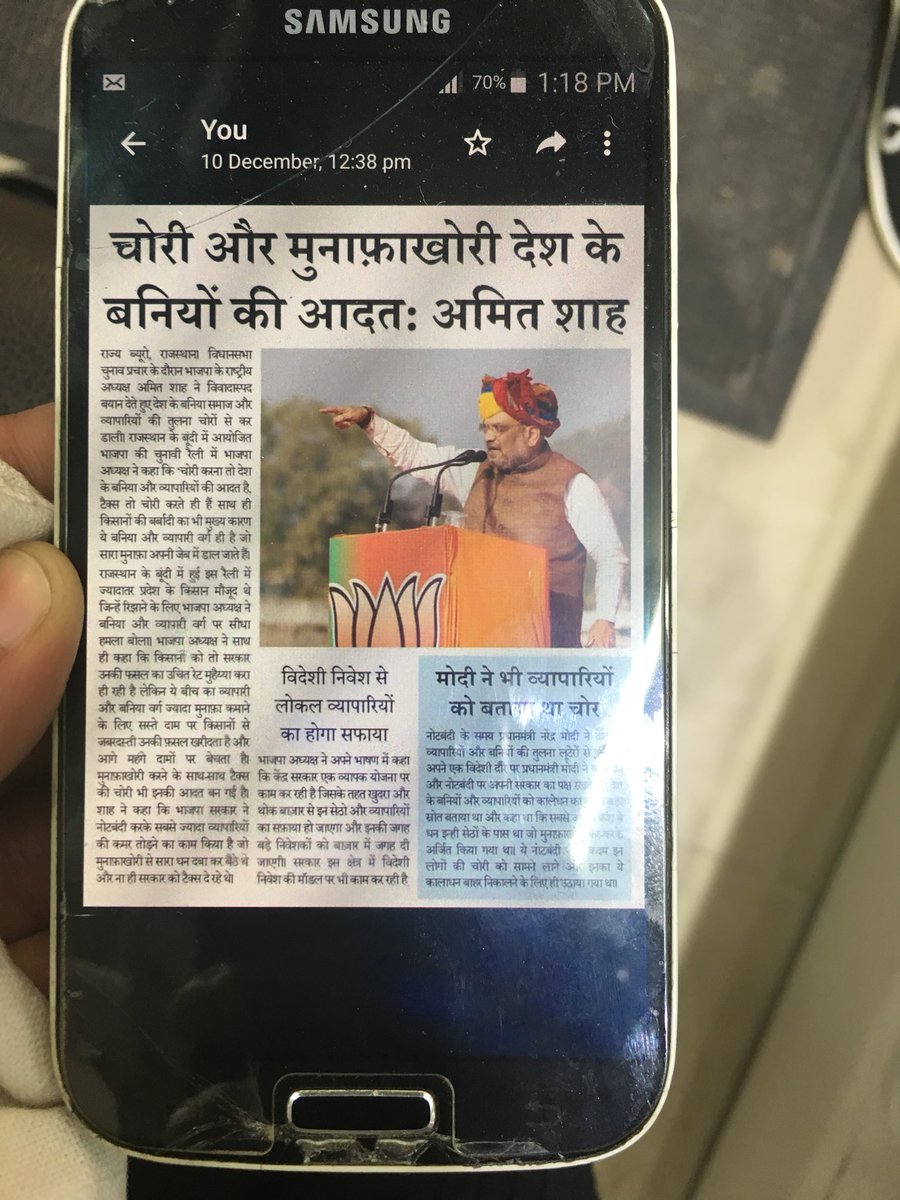 SAMSUNG
70% 1:18 PM
You
10 December, 12:38 pm
चोरी और मुनाफ़ाखोरी देश के
बनियों की आदत: अमित शाह
राज्य ब्यूरो, राजस्थान। विधानसभा
चुनाव प्रचार के दौरान भाजपा के राष्ट्रीय
अध्यक्ष अमित शाह ने विवादास्पद
बयान देते हुए देश के बनिया समाज और
व्यापारियों की तुलना चोरों से कर
डाली। राजस्थान के बूंदी में आयोजित
भाजपा की चुनावी रैली में भाजपा
अध्यक्ष ने कहा कि 'चोरी करना तो देश
के बनिया और व्यापारियों की आदत है,
टैक्स तो चोरी करते ही हैं साथ ही
किसानों की बर्बादी का भी मुख्य कारण
ये बनिया और व्यापारी वर्ग ही है जो
सारा मुनाफ़ा अपनी जेब में डाल जाते हैं।
राजस्थान के बूंदी में हुई इस रैली में
ज्यादातर प्रदेश के किसान मौजूद थे
जिन्हें रिझाने के लिए भाजपा अध्यक्ष ने
बनिया और व्यापारी वर्ग पर सीधा
हमला बोला। भाजपा अध्यक्ष ने साथ
ही कहा कि किसानों को तो सरकार
उनकी फसल का उचित रेट मुहैय्या करा
ही रही है लेकिन ये बीच का व्यापारी
और बनिया वर्ग ज्यादा मुनाफ़ा कमाने
के लिए सस्ते दाम पर किसानों से
जबरदस्ती उनकी फ़सल खरीदता है और
आगे महंगे दामों पर बेचता है।
मुनाफ़ाखोरी करने के साथ-साथ टैक्स
की चोरी भी इनकी आदत बन गई है।
शाह ने कहा कि भाजपा सरकार ने
नोटबंदी करके सबसे ज्यादा व्यापारियों
की कमर तोड़ने का काम किया है जो
मुनाफ़ाखोरी से सारा धन दबा कर बैठे थे
और ना ही सरकार को टैक्स दे रहे थे।
विदेशी निवेश से
लोकल व्यापारियों
का होगा सफाया
भाजपा अध्यक्ष ने अपने भाषण में कहा
कि केंद्र सरकार एक व्यापक योजना पर
काम कर रही है जिसके तहत खुदरा और
थोक बाज़ार से इन सेठो और व्यापारियों
का सफ़ाया हो जाएगा और इनकी जगह
बड़े निवेशकों को बाज़ार में जगह दी
जाएगी। सरकार इस क्षेत्र में विदेशी
निवेश की मॉडल पर भी काम कर रही है
मोदी ने भी व्यापारियों
को बताया था चोर
नोटबंदी के समय प्रधानमंत्री नरेंद्र मोदी ने
व्यापारियों और बनियों की तुलना लूटेरों से
अपने एक विदेशी दौरे पर प्रधानमंत्री मोदी ने
और नोटबंदी पर अपनी सरकार का पक्ष
के बनियों और व्यापारियों को कालेधन का
स्रोत बताया था और कहा था कि सबसे
धन इन्ही सेठों के पास था जो
अर्जित किया गया था। ये नोटबंदी इन
लोगों की चोरी को सामने लाने ये
कालाधन बाहर निकालने के लिए ही उठाया गया था।